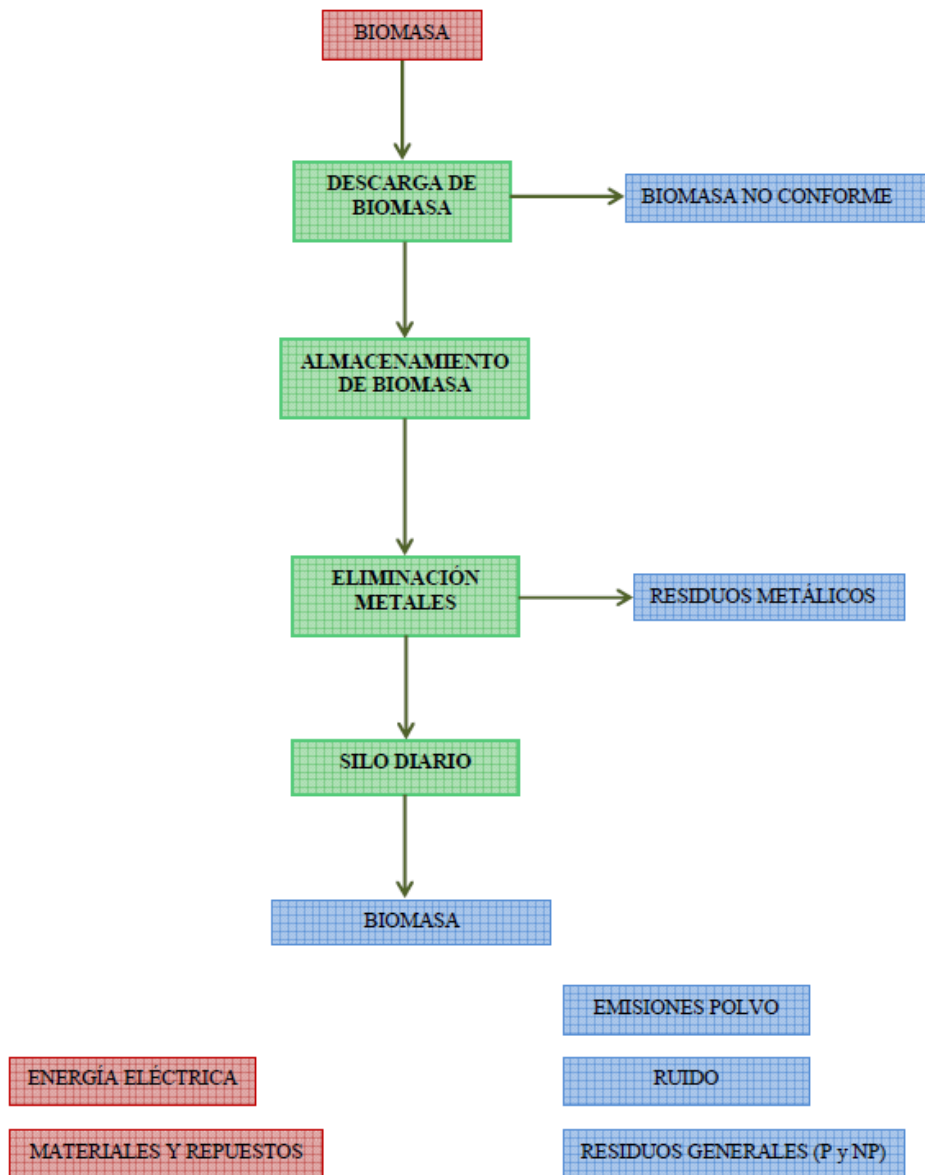 BIOMASA
DESCARGA DE
BIOMASA
BIOMASA NO CONFORME
ALMACENAMIENTO
DE BIOMASA
ELIMINACIÓN
METALES
RESIDUOS METÁLICOS
SILO DIARIO
BIOMASA
EMISIONES POLVO
ENERGÍA ELÉCTRICA
RUIDO
MATERIALES Y REPUESTOS
RESIDUOS GENERALES (P y NP)